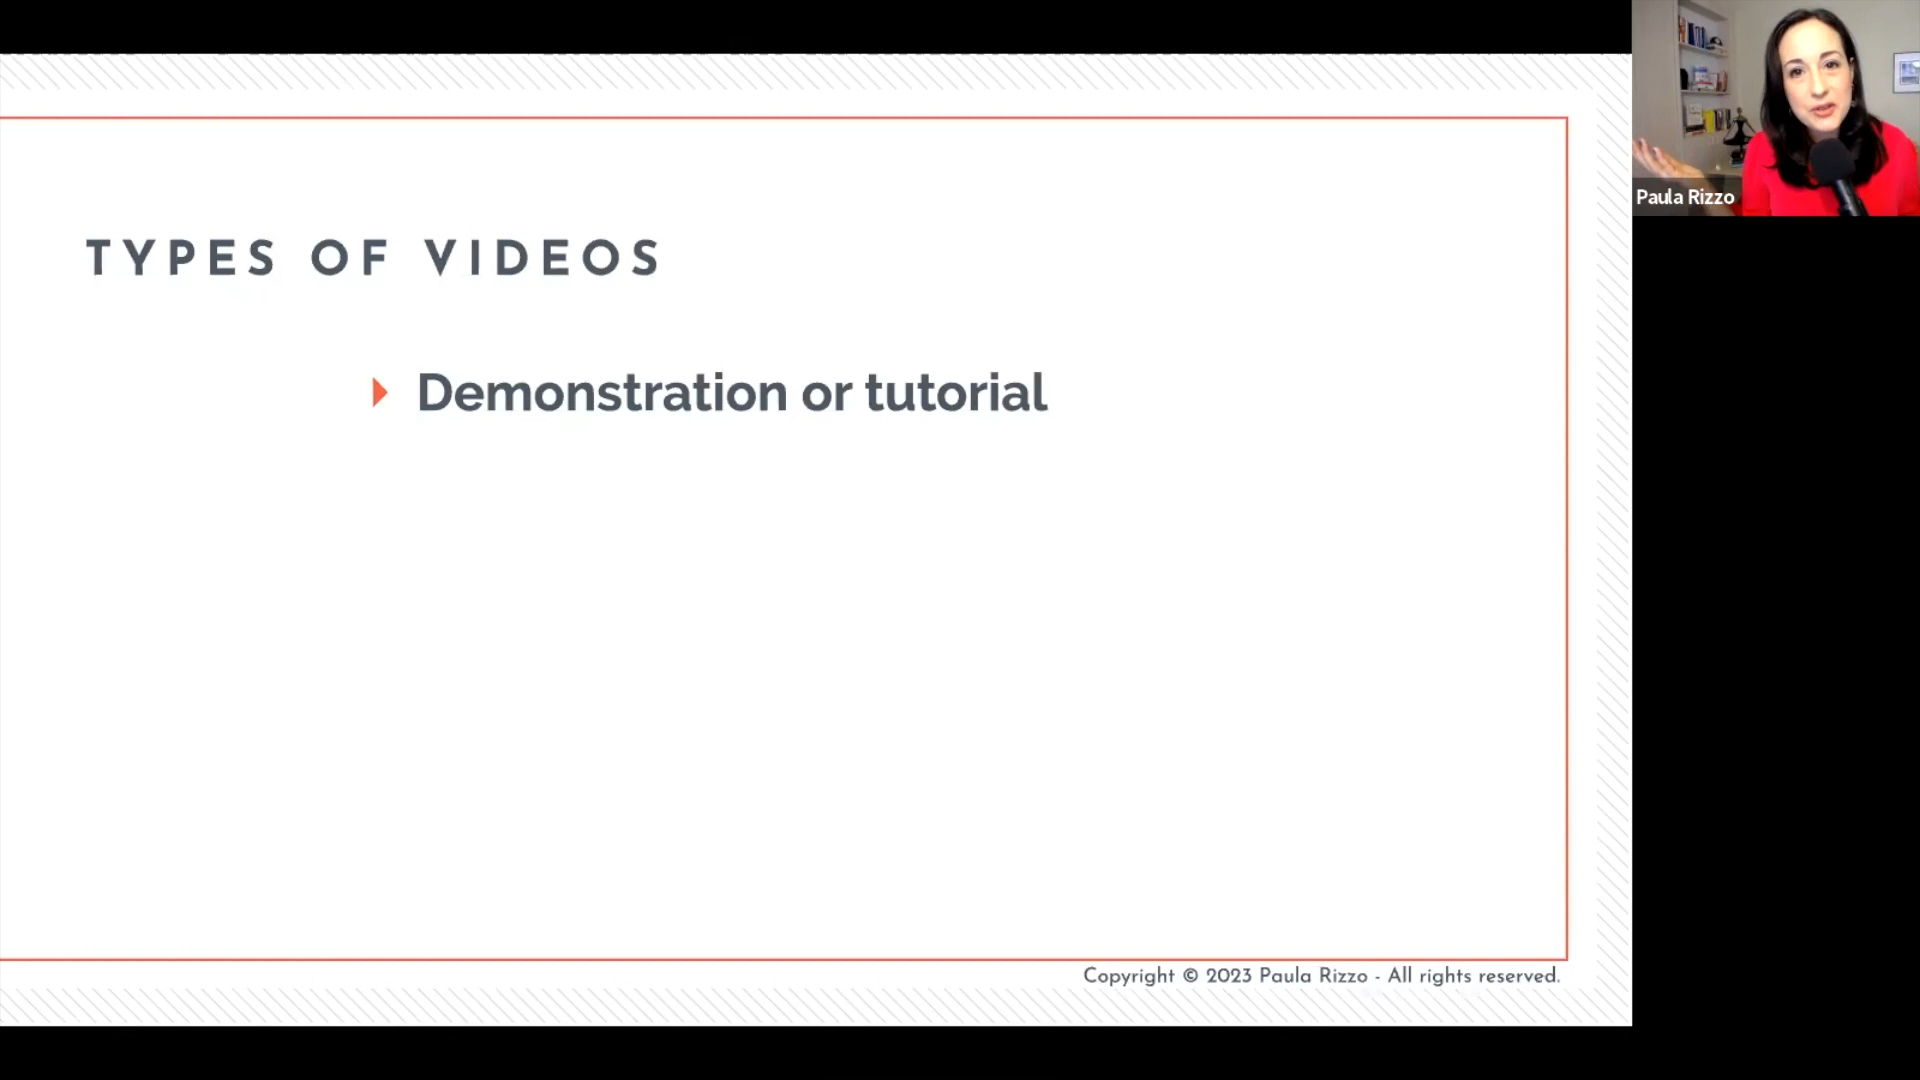 TYPES OF VIDEOS
Demonstration or tutorial
Copyright © 2023 Paula Rizzo - All rights reserved.
Paula Rizzo